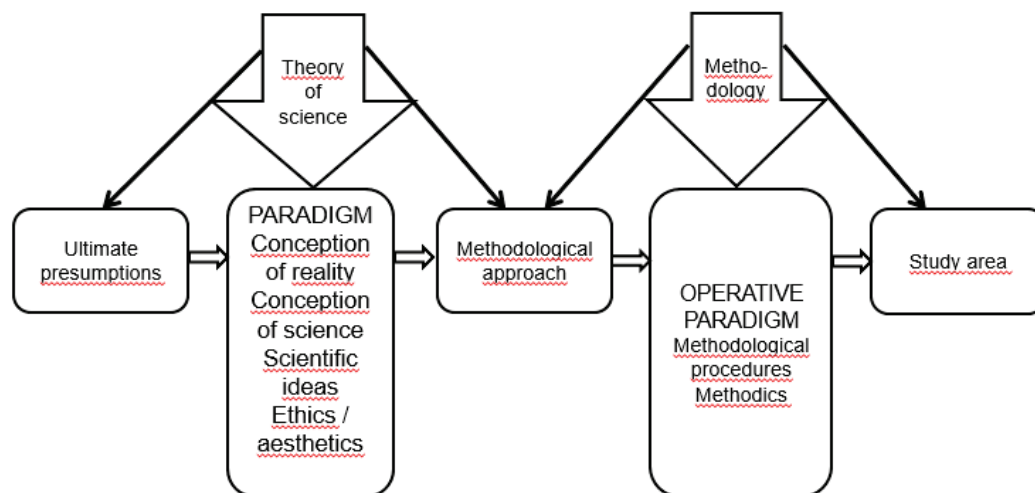 Theory
of
science
Metho-
dology
Ultimate
presumptions
PARADIGM
Conception
of reality
Conception
of science
Scientific
ideas
Ethics /
aesthetics
Methodological
approach
OPERATIVE
PARADIGM
Methodological
procedures
Methodics
Study area